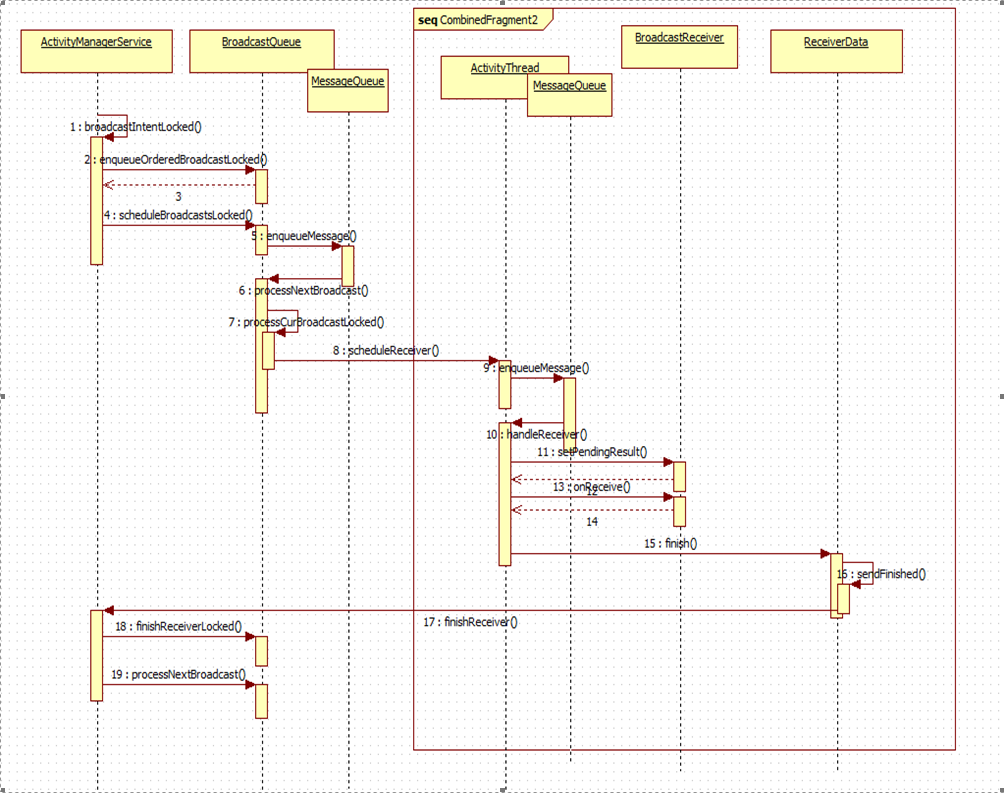 seq CombinedFragment2
ActivityManagerService
BroadcastQueue
MessageQueue
ActivityThread
MessageQueue
BroadcastReceiver
ReceiverData
1 : broadcastIntentLocked()
2 : enqueueOrderedBroadcastLocked()
3
4 : scheduleBroadcastsLocked()
5 : enqueueMessage()
6 : processNextBroadcast()
7 : processCurBroadcastLocked()
8 : scheduleReceiver()
9 : enqueueMessage()
10 : handleReceiver()
11 : setPendingResult()
12
13 : onReceive()
14
15 : finish()
16 : sendFinished()
17 : finishReceiver()
18 : finishReceiverLocked()
19 : processNextBroadcast()